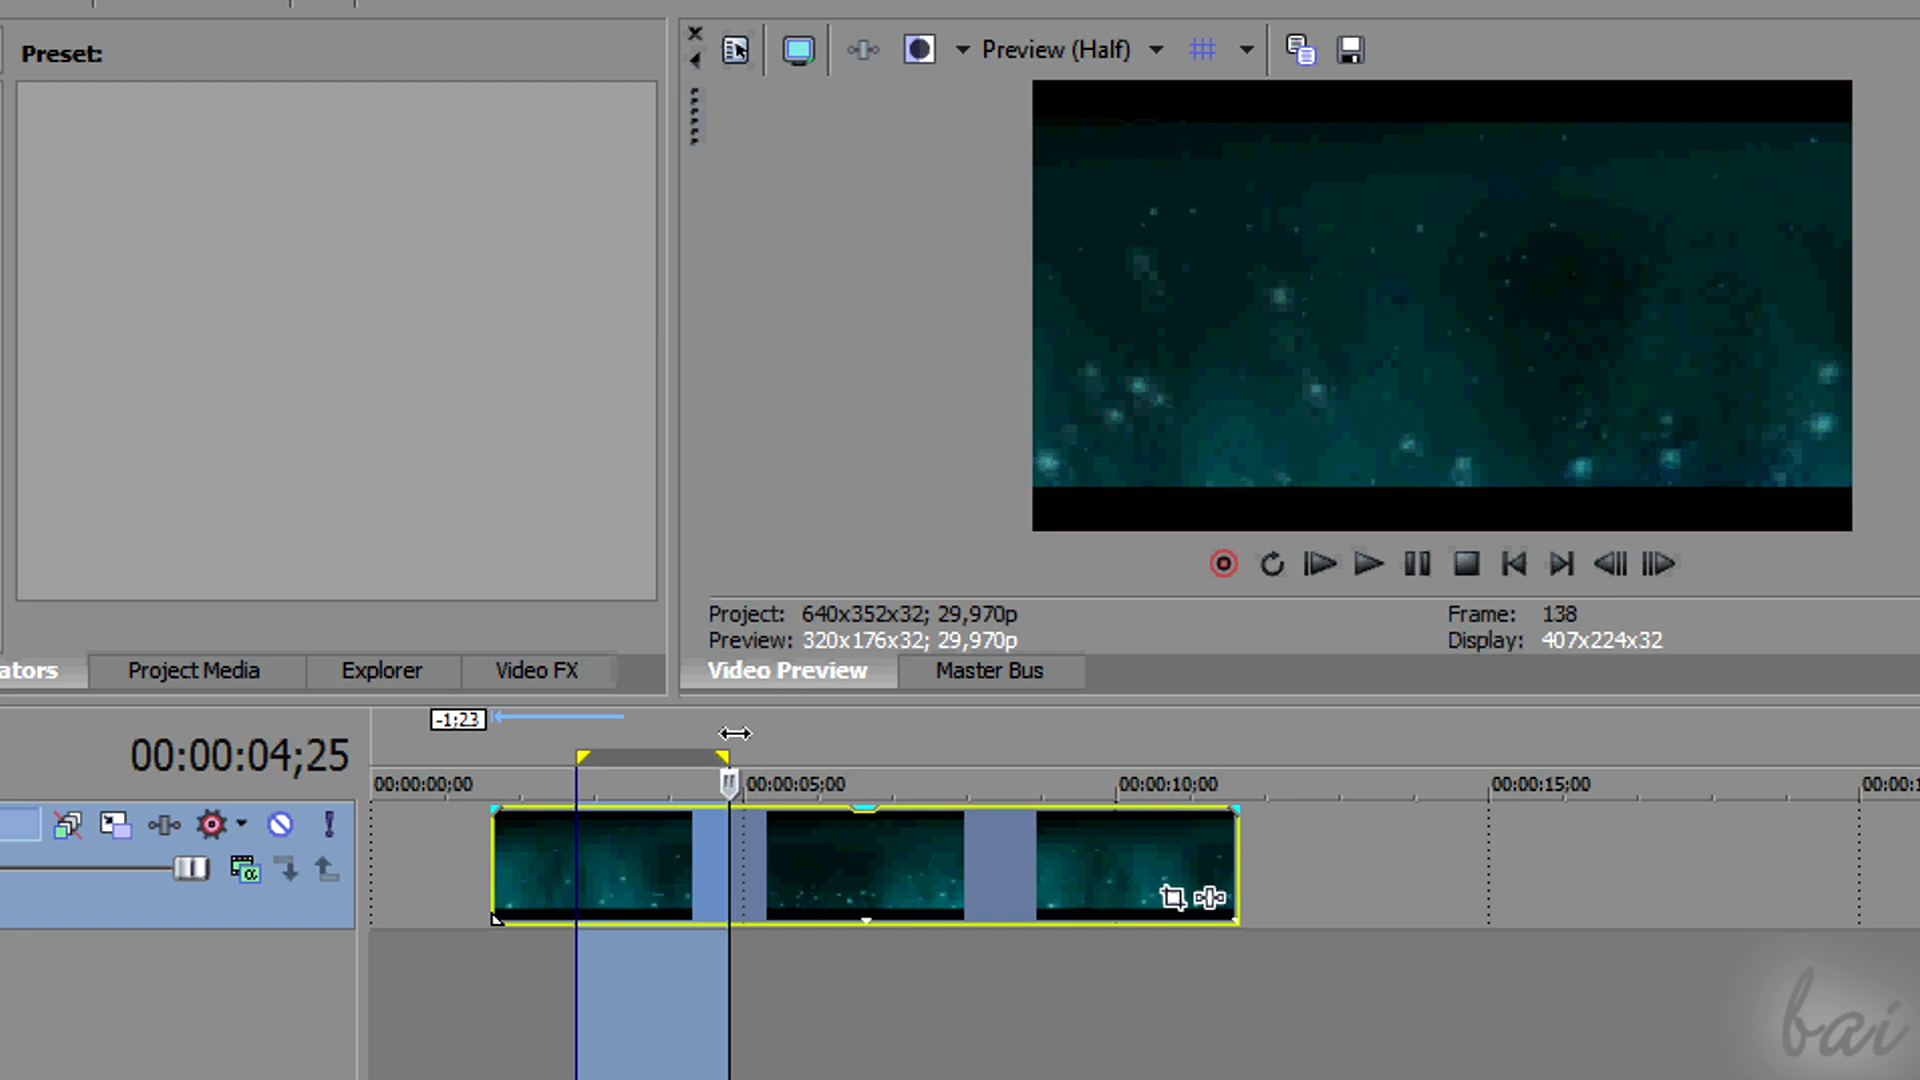 Preset:
Preview (Half)
Project: 640x352x32; 29,970p
Preview: 320x176x32; 29,970p
Frame: 138
Display: 407x224x32
ators
Project Media
Explorer
Video FX
Video Preview
Master Bus
-1;23
00:00:04;25
00:00:00;00
00:00:05;00
00:00:10;00
00:00:15;00
00:00:1
bai